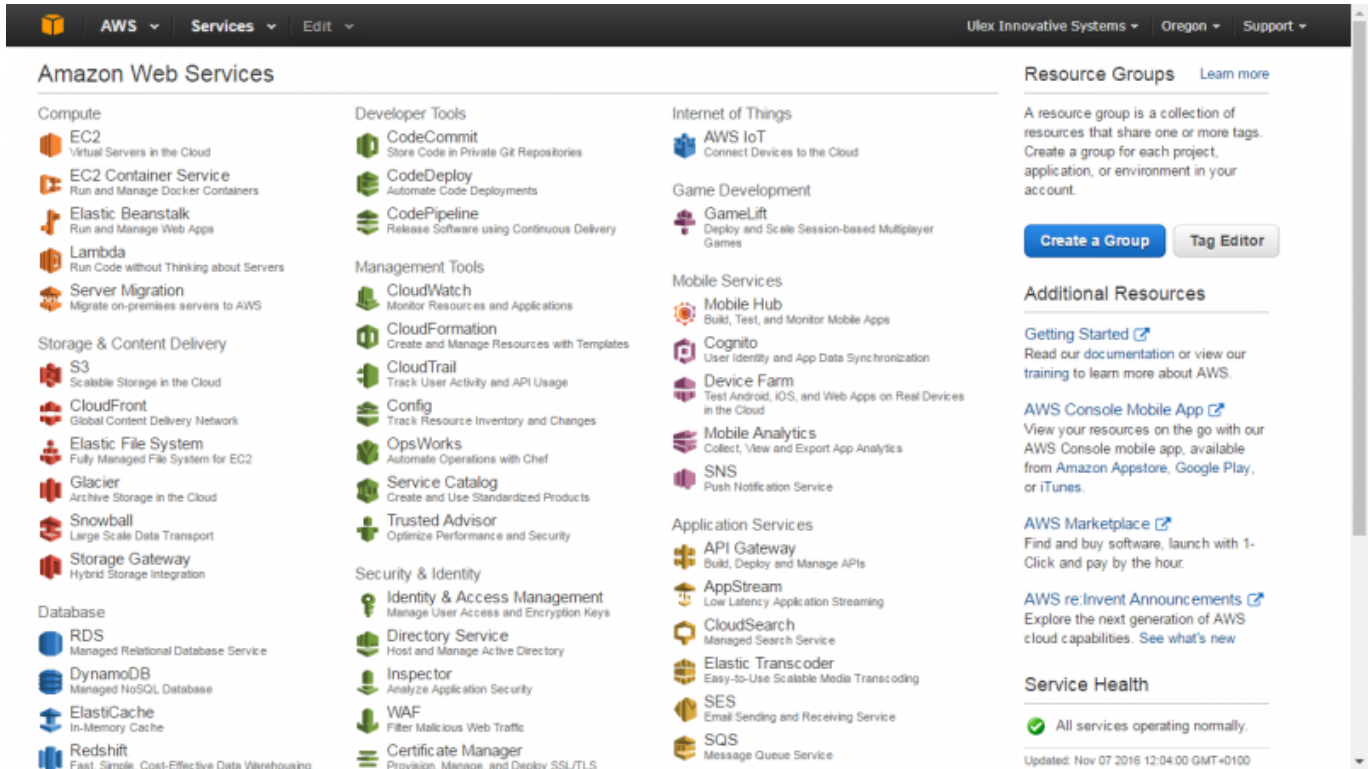 AWS Services Edit Ulex Innovative Systems Oregon Support
Amazon Web Services
Compute
EC2
Virtual Servers in the Cloud
EC2 Container Service
Run and Manage Docker Containers
Elastic Beanstalk
Run and Manage Web Apps
Lambda
Run Code without Thinking about Servers
Server Migration
Migrate on-premises servers to AWS
Storage & Content Delivery
S3
Scalable Storage in the Cloud
CloudFront
Global Content Delivery Network
Elastic File System
Fully Managed File System for EC2
Glacier
Archive Storage in the Cloud
Snowball
Large Scale Data Transport
Storage Gateway
Hybrid Storage Integration
Database
RDS
Managed Relational Database Service
DynamoDB
Managed NoSQL Database
ElastiCache
In-Memory Cache
Redshift
Fast, Simple, Cost-Effective Data Warehousing
Developer Tools
CodeCommit
Store Code in Private Git Repositories
CodeDeploy
Automate Code Deployments
CodePipeline
Release Software using Continuous Delivery
Management Tools
CloudWatch
Monitor Resources and Applications
CloudFormation
Create and Manage Resources with Templates
CloudTrail
Track User Activity and API Usage
Config
Track Resource Inventory and Changes
OpsWorks
Automate Operations with Chef
Service Catalog
Create and Use Standardized Products
Trusted Advisor
Optimize Performance and Security
Security & Identity
Identity & Access Management
Manage User Access and Encryption Keys
Directory Service
Host and Manage Active Directory
Inspector
Analyze Application Security
WAF
Filter Malicious Web Traffic
Certificate Manager
Provision, Manage, and Deploy SSL/TLS
Internet of Things
AWS IoT
Connect Devices to the Cloud
Game Development
GameLift
Deploy and Scale Session-based Multiplayer
Games
Mobile Services
Mobile Hub
Build, Test, and Monitor Mobile Apps
Cognito
User Identity and App Data Synchronization
Device Farm
Test Android, iOS, and Web Apps on Real Devices
in the Cloud
Mobile Analytics
Collect, View and Export App Analytics
SNS
Push Notification Service
Application Services
API Gateway
Build, Deploy and Manage APIs
AppStream
Low Latency Application Streaming
CloudSearch
Managed Search Service
Elastic Transcoder
Easy-to-Use Scalable Media Transcoding
SES
Email Sending and Receiving Service
SQS
Message Queue Service
Resource Groups Learn more
A resource group is a collection of
resources that share one or more tags.
Create a group for each project,
application, or environment in your
account.
Create a Group Tag Editor
Additional Resources
Getting Started
Read our documentation or view our
training to learn more about AWS.
AWS Console Mobile App
View your resources on the go with our
AWS Console mobile app, available
from Amazon Appstore, Google Play,
or iTunes.
AWS Marketplace
Find and buy software, launch with 1-
Click and pay by the hour.
AWS re:Invent Announcements
Explore the next generation of AWS
cloud capabilities. See what's new
Service Health
All services operating normally.
Updated: Nov 07 2016 12:04:00 GMT+0100